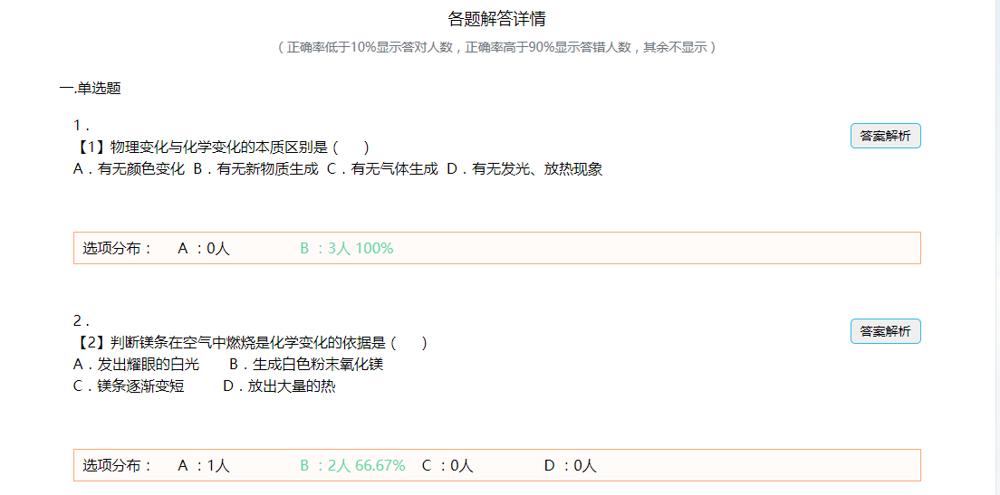 各题解答详情
（正确率低于10%显示答对人数，正确率高于90%显示答错人数，其余不显示）
一.单选题
1．
答案解析
【1】物理变化与化学变化的本质区别是（　　）
A．有无颜色变化 B．有无新物质生成 C．有无气体生成 D．有无发光、放热现象
选项分布： A ：0人 B ：3人 100%
2．
答案解析
【2】判断镁条在空气中燃烧是化学变化的依据是（　　）
A．发出耀眼的白光 B．生成白色粉末氧化镁
C．镁条逐渐变短 D．放出大量的热
选项分布： A ：1人 B ：2人 66.67% C ：0人 D ：0人